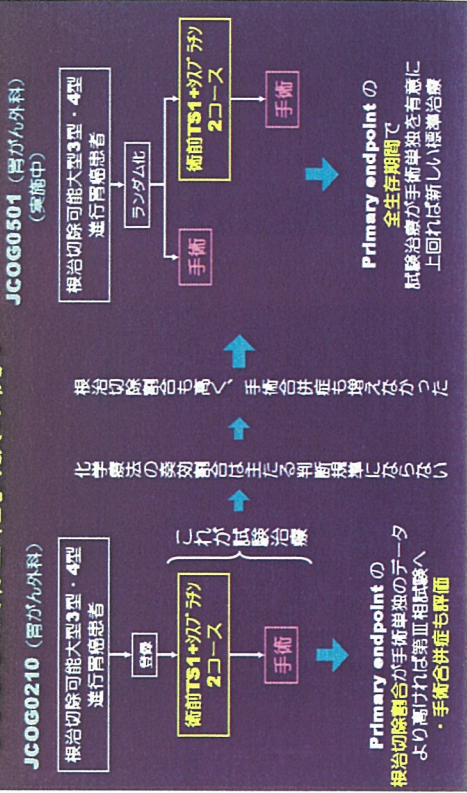 JCOG0210 (胃がん外科)
根治切除可能大型3型・4型
進行胃癌患者
登録
術前TS1+シスプラチン
2コース
手術
これが試験治療
Primary endpoint の
根治切除割合が手術単独のデータ
より高ければ第III相試験へ
・手術合併症も評価
化学療法の奏効割合は主たる判断規準にならない
根治切除割合も高く、手術合併症も増えなかった
JCOG0501 (胃がん外科)
(実施中)
根治切除可能大型3型・4型
進行胃癌患者
ランダム化
手術
術前TS1+シスプラチン
2コース
手術
Primary endpoint の
全生存期間で
試験治療が手術単独を有意に
上回れば新しい標準治療